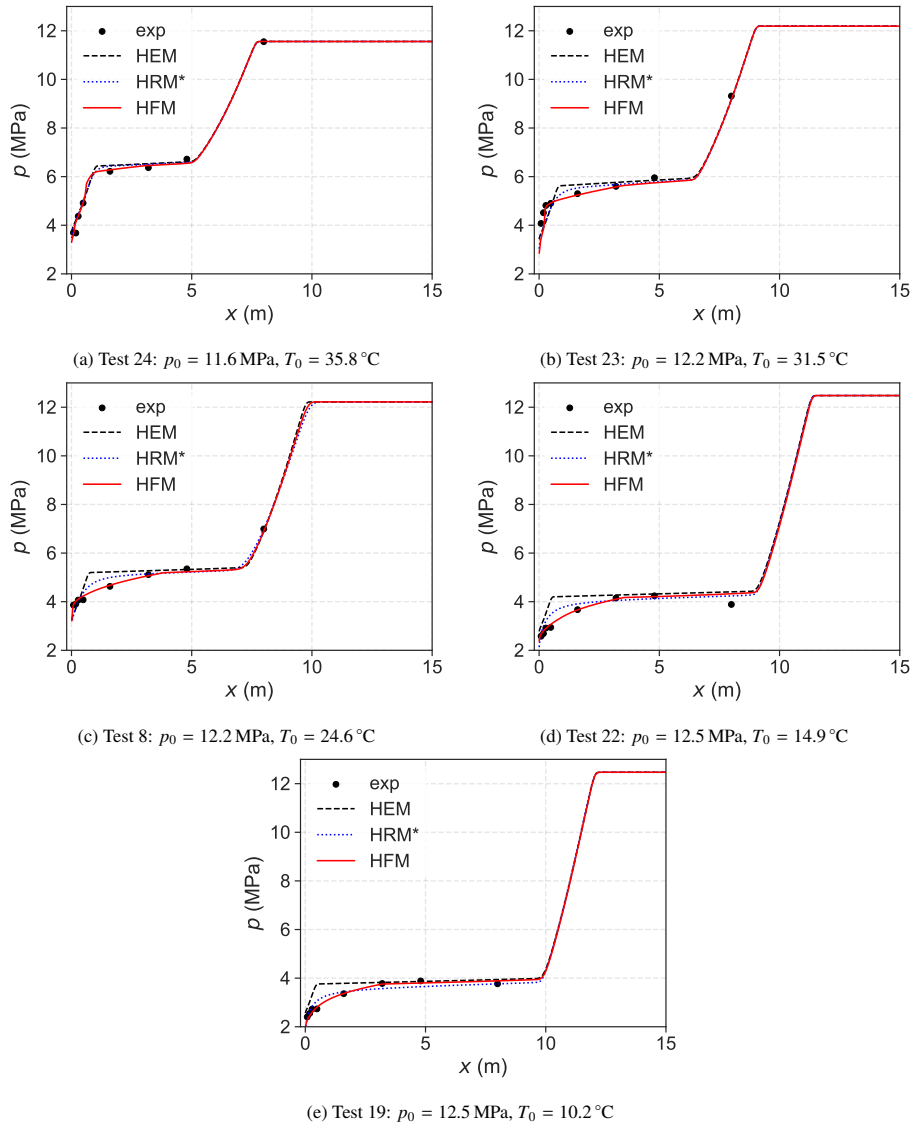 12
10
8
6
4
2
p (MPa)
exp
HEM
HRM*
HFM
0
5
10
15
x (m)
(a) Test 24: p₀ = 11.6 MPa, T₀ = 35.8 °C
12
10
8
6
4
2
p (MPa)
exp
HEM
HRM*
HFM
0
5
10
15
x (m)
(b) Test 23: p₀ = 12.2 MPa, T₀ = 31.5 °C
12
10
8
6
4
2
p (MPa)
exp
HEM
HRM*
HFM
0
5
10
15
x (m)
(c) Test 8: p₀ = 12.2 MPa, T₀ = 24.6 °C
12
10
8
6
4
2
p (MPa)
exp
HEM
HRM*
HFM
0
5
10
15
x (m)
(d) Test 22: p₀ = 12.5 MPa, T₀ = 14.9 °C
12
10
8
6
4
2
p (MPa)
exp
HEM
HRM*
HFM
0
5
10
15
x (m)
(e) Test 19: p₀ = 12.5 MPa, T₀ = 10.2 °C